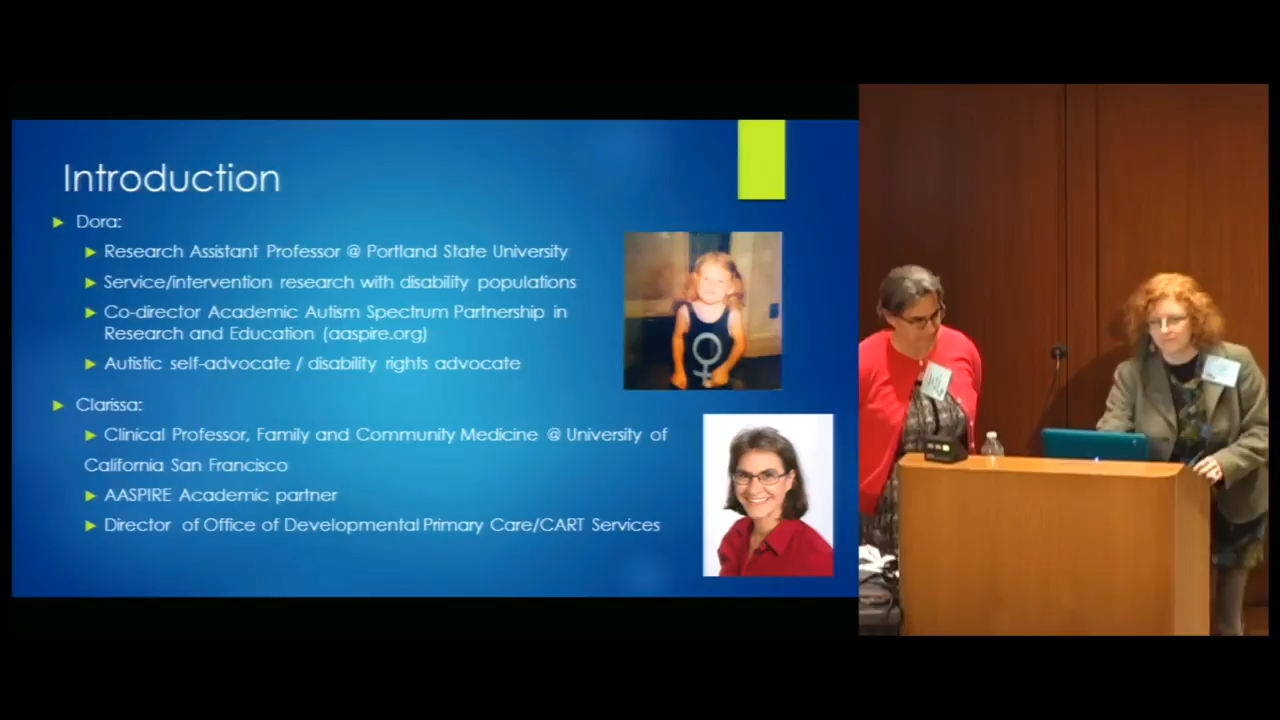 Introduction
Dora:
Research Assistant Professor @ Portland State University
Service/intervention research with disability populations
Co-director Academic Autism Spectrum Partnership in
Research and Education (aaspire.org)
Autistic self-advocate / disability rights advocate
Clarissa:
Clinical Professor, Family and Community Medicine @ University of
California San Francisco
AASPIRE Academic partner
Director of Office of Developmental Primary Care/CART Services